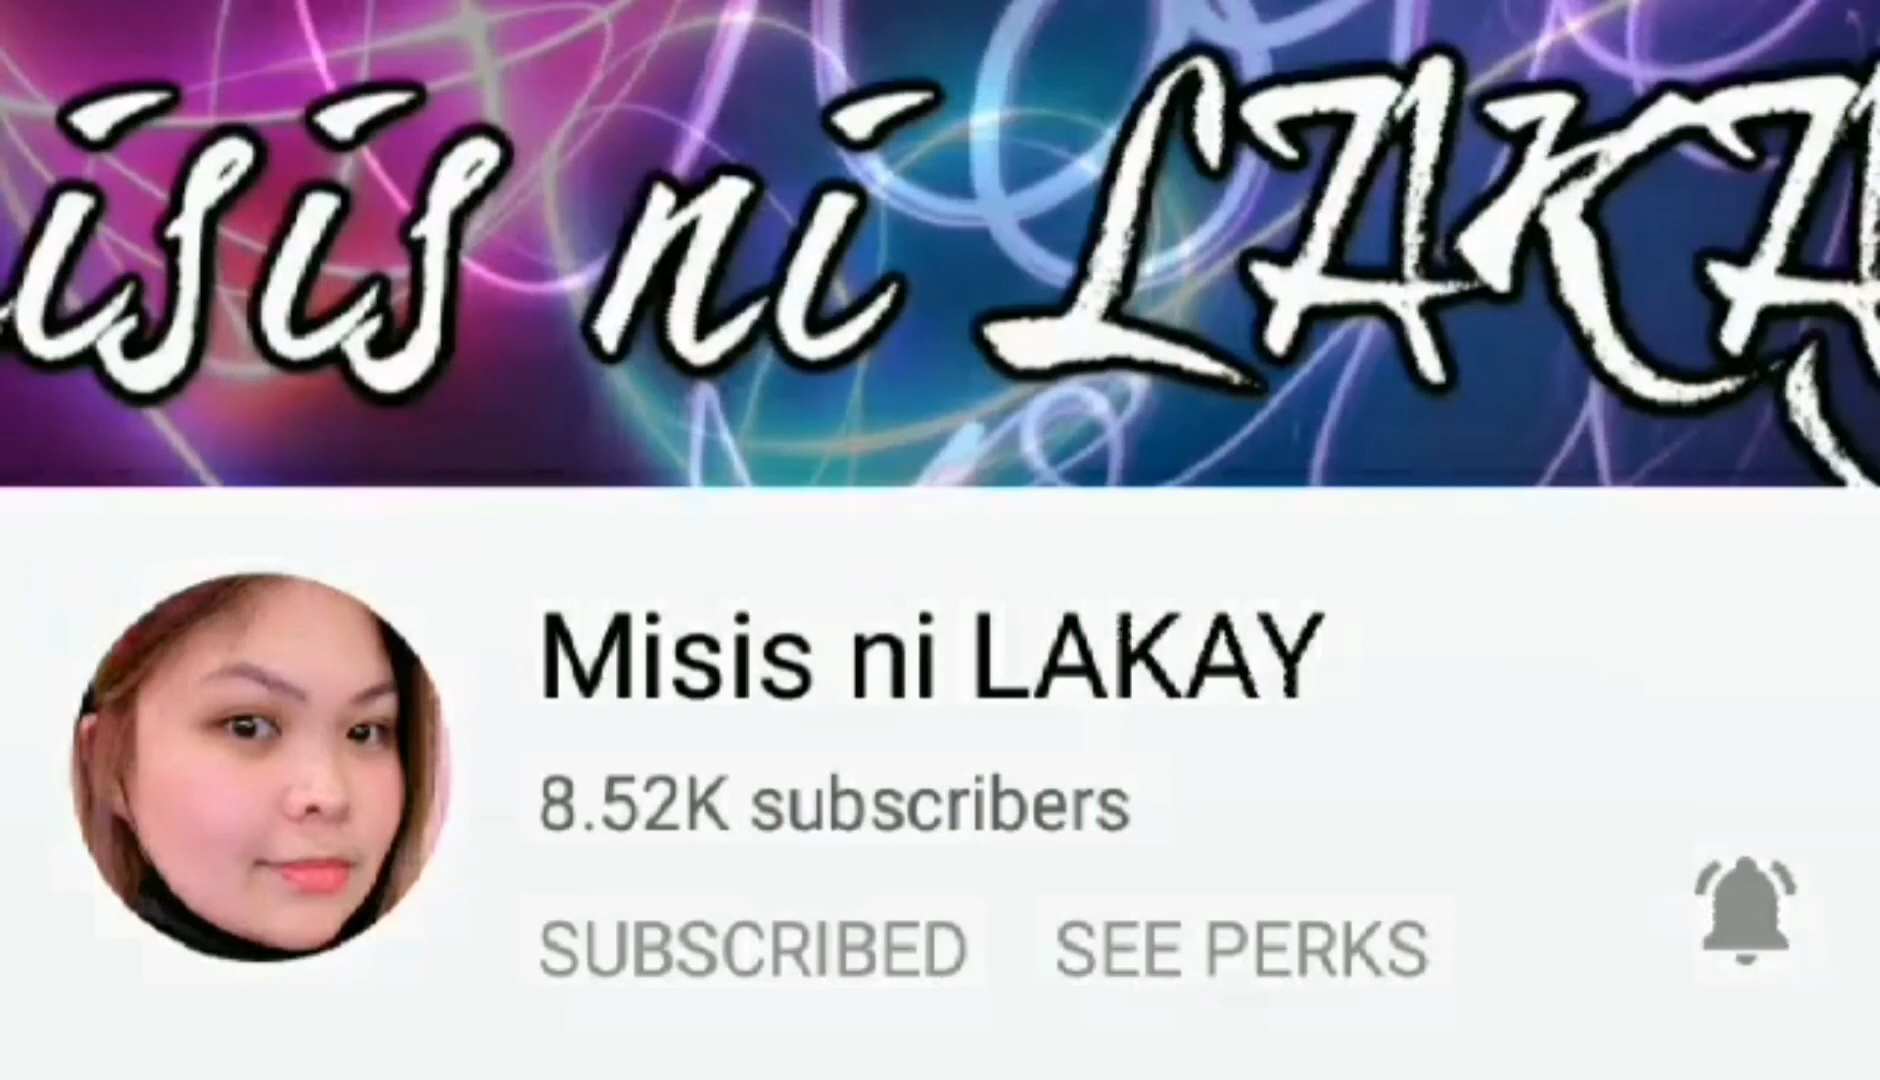 isis ni LAKA
Misis ni LAKAY
8.52K subscribers
SUBSCRIBED SEE PERKS